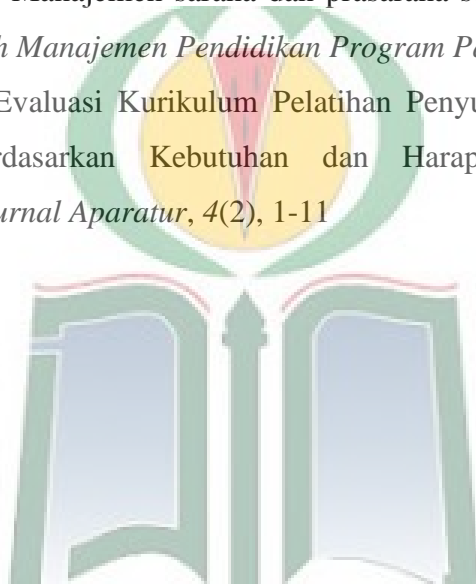 Manajemen sarana dan prasarana s
h Manajemen Pendidikan Program P
Evaluasi Kurikulum Pelatihan Penyu
rdasarkan Kebutuhan dan Harap
urnal Aparatur, 4(2), 1-11